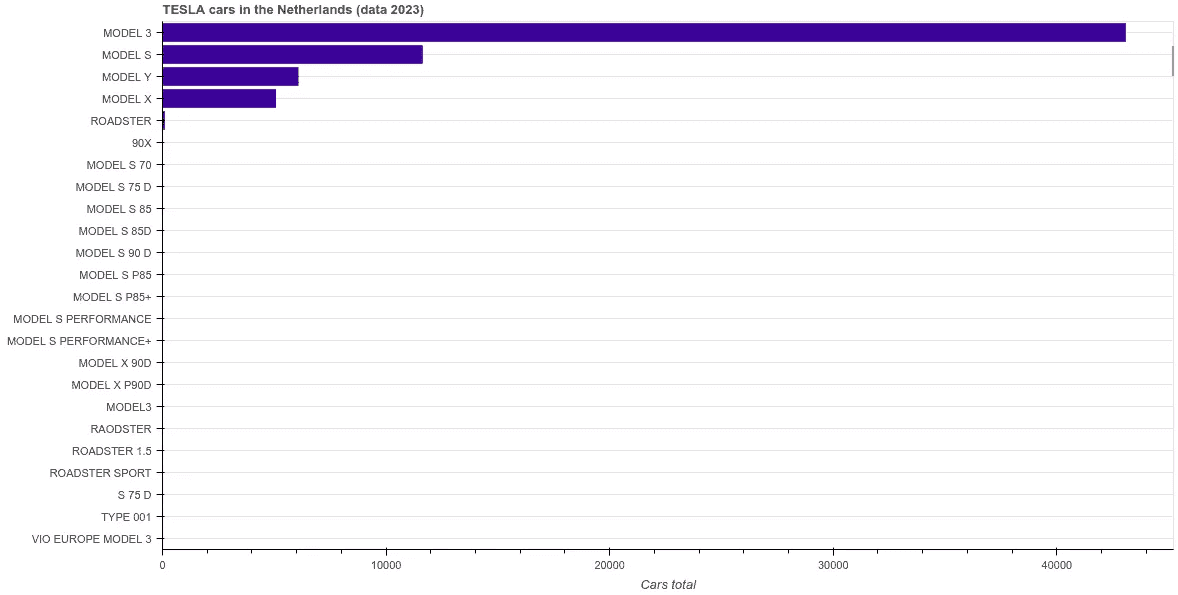 TESLA cars in the Netherlands (data 2023)
MODEL 3
MODEL S
MODEL Y
MODEL X
ROADSTER
90X
MODEL S 70
MODEL S 75 D
MODEL S 85
MODEL S 85D
MODEL S 90 D
MODEL S P85
MODEL S P85+
MODEL S PERFORMANCE
MODEL S PERFORMANCE+
MODEL X 90D
MODEL X P90D
MODEL3
RAODSTER
ROADSTER 1.5
ROADSTER SPORT
S 75 D
TYPE 001
VIO EUROPE MODEL 3
0 10000 20000 30000 40000
Cars total